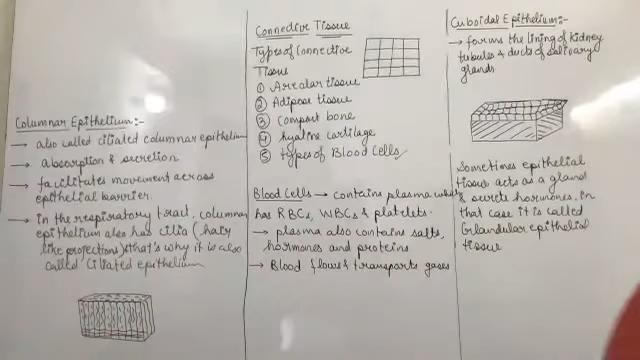 Columnar Epithelium:-
→ also called ciliated columnar epithelium
→ absorption & secretion
→ facilitates movement across
epithelial barrier.
→ in the respiratory tract, columnar
epithelium also has cilia (hairy
like projections) that's why it is also
called ciliated epithelium
Connective Tissue
Types of Connective
Tissue
① Areolar tissue
② Adipose tissue
③ compact bone
④ hyaline cartilage
⑤ types of Blood Cells
Blood Cells → contains plasma which
has RBCs, WBCs & platelets.
→ plasma also contains salts,
hormones and proteins
→ Blood flows & transports gases
Cuboidal Epithelium:-
→ forms the lining of kidney
tubules & ducts of salivary
glands
Sometimes epithelial
tissue acts as a gland
& secrets hormones, in
that case it is called
Glandular epithelial
tissue